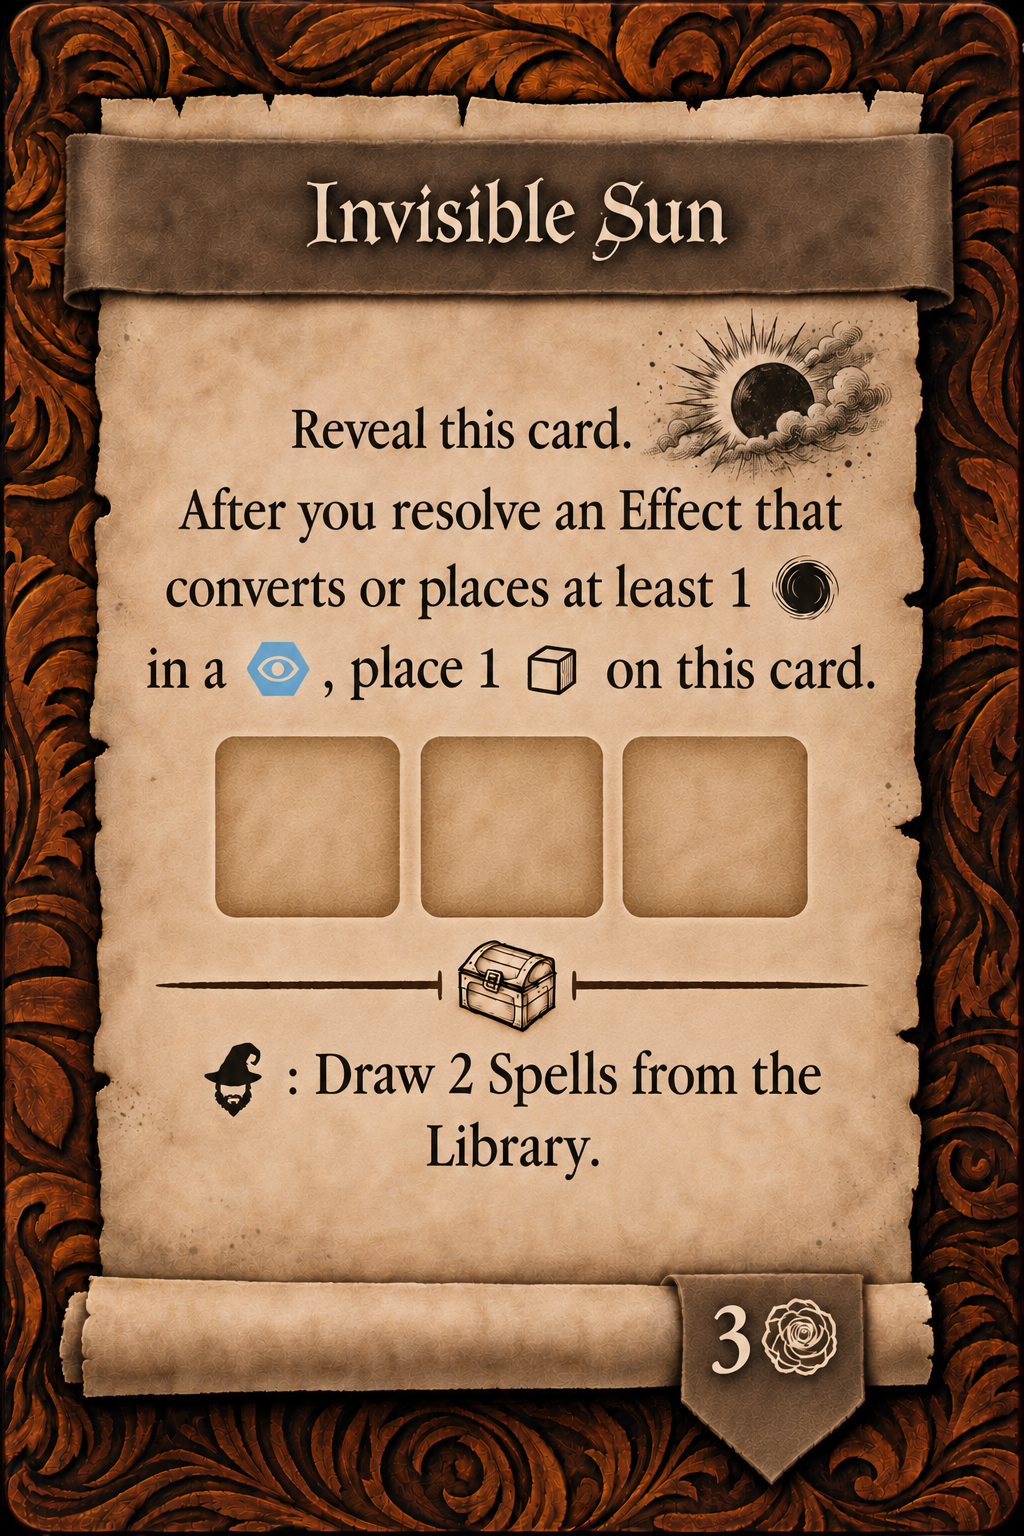 Invisible Sun
Reveal this card.
After you resolve an Effect that
converts or places at least 1
in a , place 1 on this card.
: Draw 2 Spells from the
Library.
3